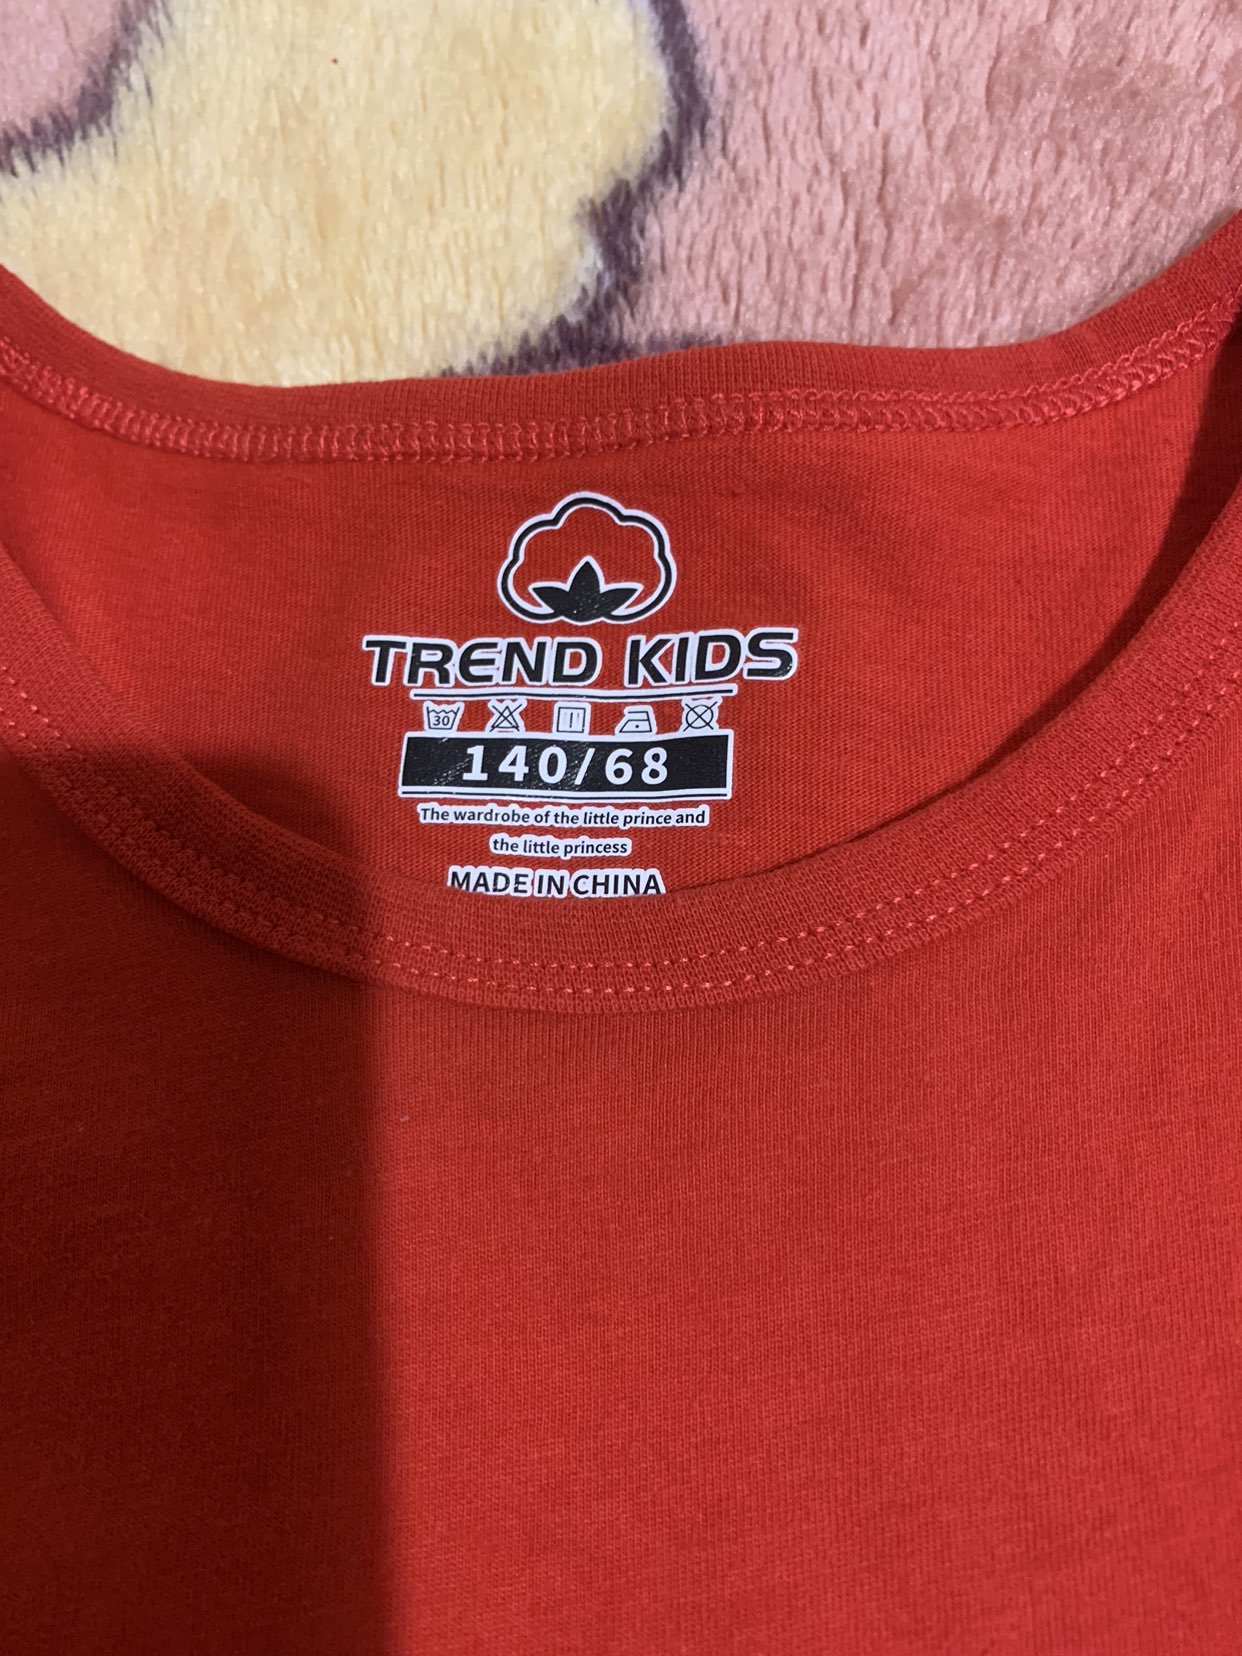 TREND KIDS
30
140/68
The wardrobe of the little prince and
the little princess
MADE IN CHINA